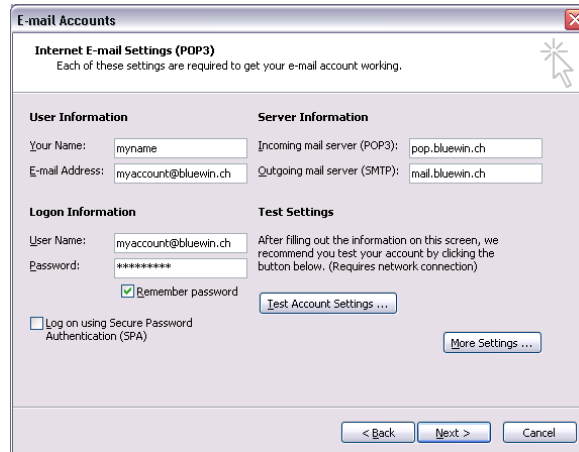 E-mail Accounts
Internet E-mail Settings (POP3)
Each of these settings are required to get your e-mail account working.
User Information
Your Name: myname
E-mail Address: myaccount@bluewin.ch
Server Information
Incoming mail server (POP3): pop.bluewin.ch
Outgoing mail server (SMTP): mail.bluewin.ch
Logon Information
User Name: myaccount@bluewin.ch
Password: *********
Remember password
Log on using Secure Password
Authentication (SPA)
Test Settings
After filling out the information on this screen, we
recommend you test your account by clicking the
button below. (Requires network connection)
Test Account Settings ...
More Settings ...
< Back
Next >
Cancel